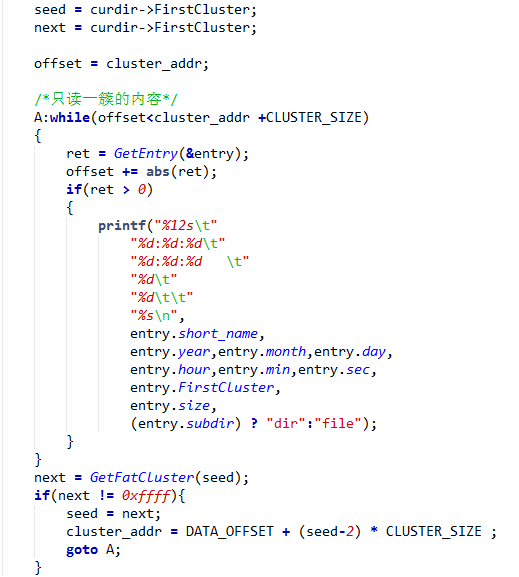 seed = curdir->FirstCluster;
next = curdir->FirstCluster;
offset = cluster_addr;
/*只读一簇的内容*/
A:while(offset<cluster_addr +CLUSTER_SIZE)
{
ret = GetEntry(&entry);
offset += abs(ret);
if(ret > 0)
{
printf("%12s\t"
"%d:%d:%d\t"
"%d:%d:%d   \t"
"%d\t"
"%d\t\t"
"%s\n",
entry.short_name,
entry.year,entry.month,entry.day,
entry.hour,entry.min,entry.sec,
entry.FirstCluster,
entry.size,
(entry.subdir) ? "dir":"file");
}
}
next = GetFatCluster(seed);
if(next != 0xffff){
seed = next;
cluster_addr = DATA_OFFSET + (seed-2) * CLUSTER_SIZE ;
goto A;
}